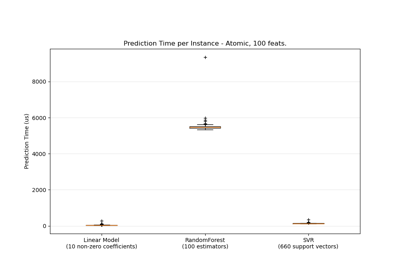 Prediction Time per Instance - Atomic, 100 feats.
8000
6000
4000
2000
0
Prediction Time (us)
Linear Model
(10 non-zero coefficients)
RandomForest
(100 estimators)
SVR
(660 support vectors)